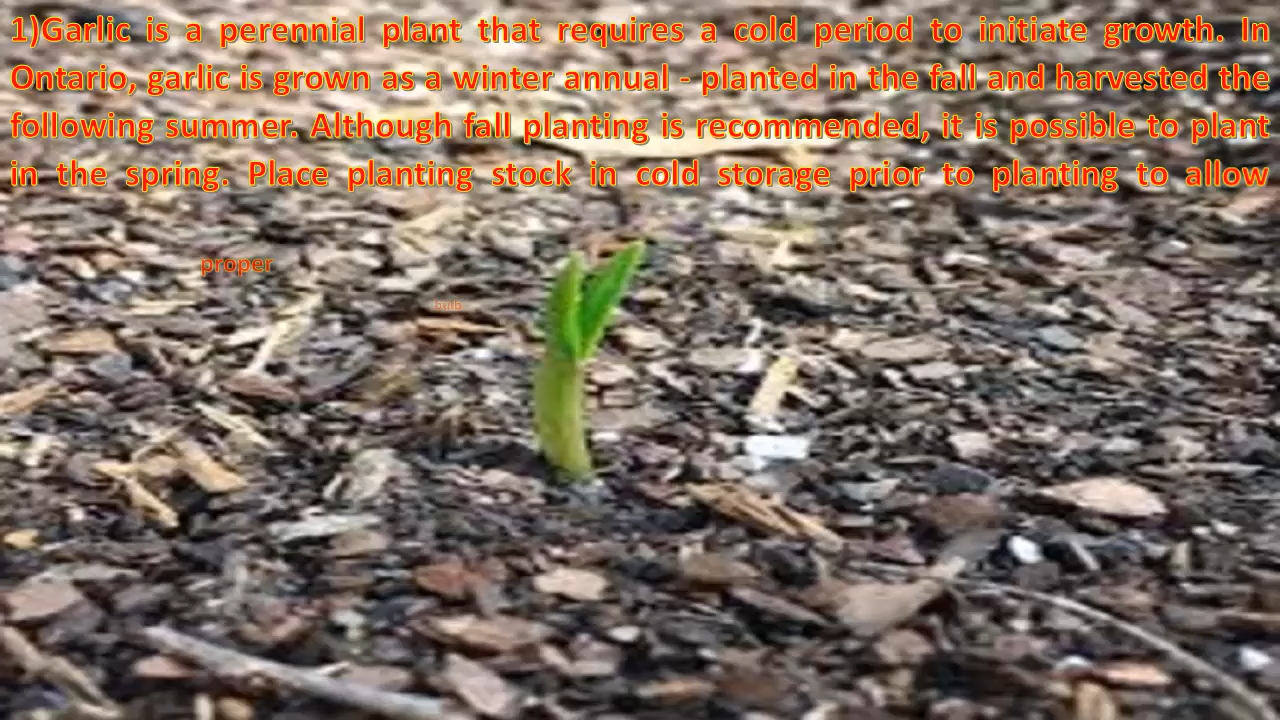 1)Garlic is a perennial plant that requires a cold period to initiate growth. In
Ontario, garlic is grown as a winter annual - planted in the fall and harvested the
following summer. Although fall planting is recommended, it is possible to plant
in the spring. Place planting stock in cold storage prior to planting to allow
proper
bulb